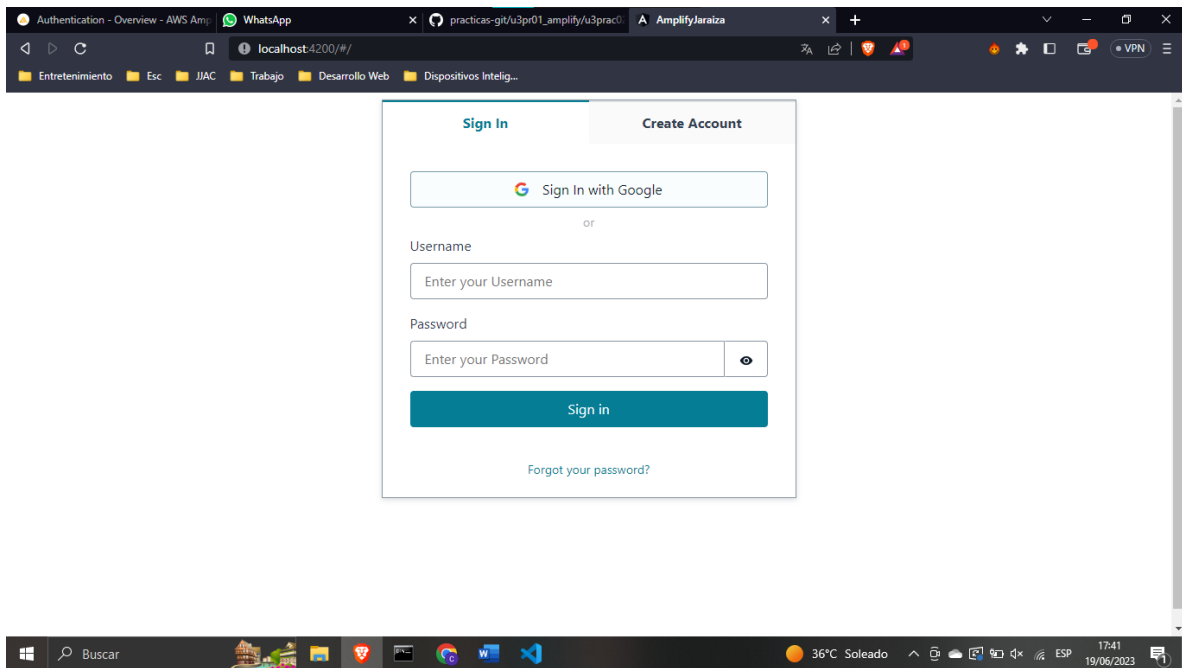 Authentication - Overview - AWS Amp
WhatsApp
practicas-git/u3pr01_amplify/u3prac0
AmplifyJaraiza
localhost:4200/#/
1
VPN
Entretenimiento
Esc
JJAC
Trabajo
Desarrollo Web
Dispositivos Intelig...
Sign In
Create Account
Sign In with Google
or
Username
Enter your Username
Password
Enter your Password
Sign in
Forgot your password?
Buscar
36°C Soleado
ESP
17:41
19/06/2023
1